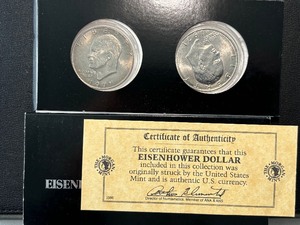 EISENH
Certificate of Authenticity
This certificate guarantees that this
EISENHOWER DOLLAR
included in this collection was
originally struck by the United States
Mint and is authentic U.S. currency.
Director of Numismatics, Member of ANA & ANS